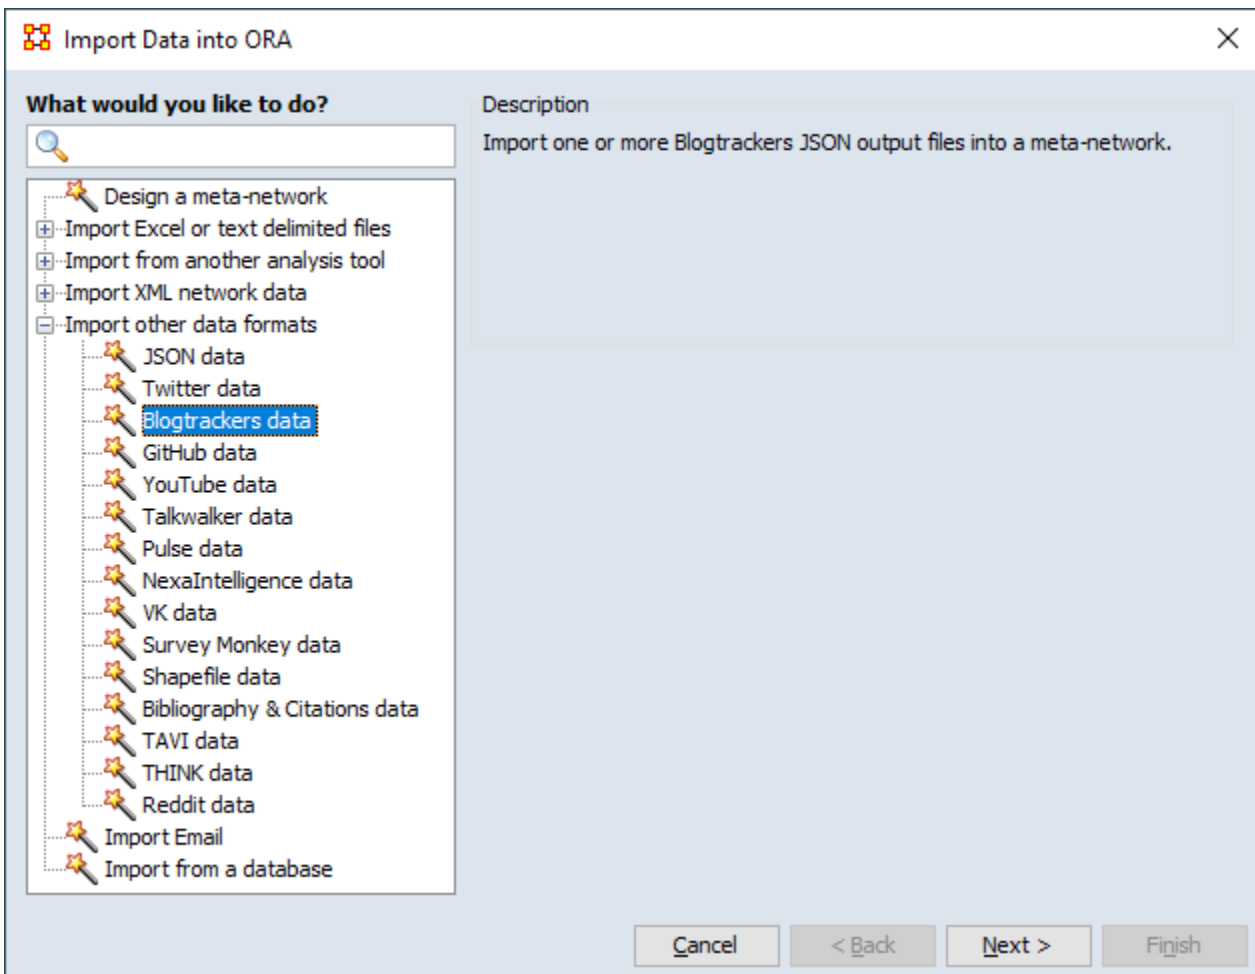 Import Data into ORA
What would you like to do?
Design a meta-network
Import Excel or text delimited files
Import from another analysis tool
Import XML network data
Import other data formats
JSON data
Twitter data
Blogtrackers data
GitHub data
YouTube data
Talkwalker data
Pulse data
NexaIntelligence data
VK data
Survey Monkey data
Shapefile data
Bibliography & Citations data
TAVI data
THINK data
Reddit data
Import Email
Import from a database
Description
Import one or more Blogtrackers JSON output files into a meta-network.
Cancel
< Back
Next >
Finish